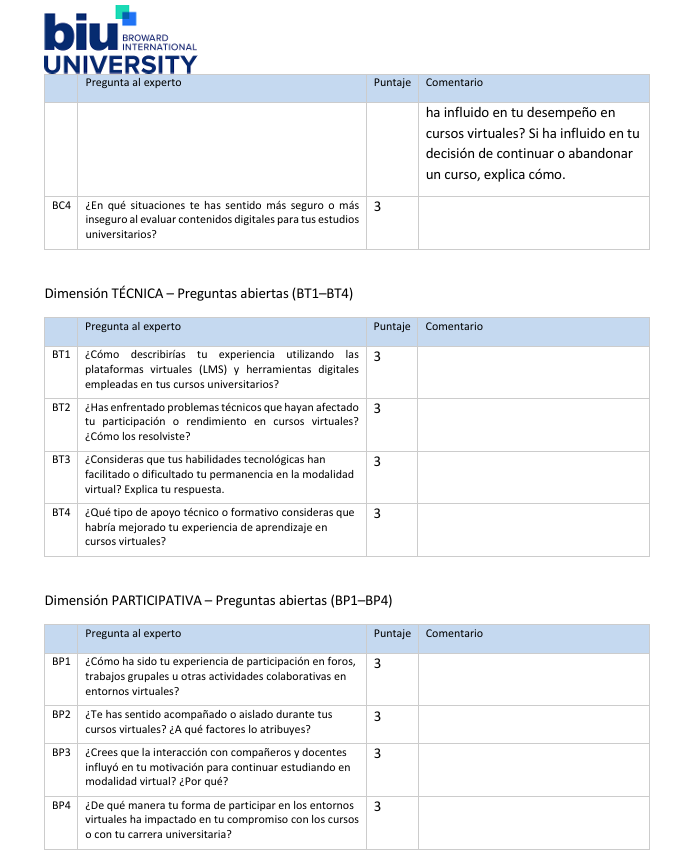 biu BROWARD
INTERNATIONAL
UNIVERSITY
Pregunta al experto Puntaje Comentario
ha influido en tu desempeño en
cursos virtuales? Si ha influido en tu
decisión de continuar o abandonar
un curso, explica cómo.
BC4 ¿En qué situaciones te has sentido más seguro o más 3
inseguro al evaluar contenidos digitales para tus estudios
universitarios?
Dimensión TÉCNICA – Preguntas abiertas (BT1–BT4)
Pregunta al experto Puntaje Comentario
BT1 ¿Cómo describirías tu experiencia utilizando las 3
plataformas virtuales (LMS) y herramientas digitales
empleadas en tus cursos universitarios?
BT2 ¿Has enfrentado problemas técnicos que hayan afectado 3
tu participación o rendimiento en cursos virtuales?
¿Cómo los resolviste?
BT3 ¿Consideras que tus habilidades tecnológicas han 3
facilitado o dificultado tu permanencia en la modalidad
virtual? Explica tu respuesta.
BT4 ¿Qué tipo de apoyo técnico o formativo consideras que 3
habría mejorado tu experiencia de aprendizaje en
cursos virtuales?
Dimensión PARTICIPATIVA – Preguntas abiertas (BP1–BP4)
Pregunta al experto Puntaje Comentario
BP1 ¿Cómo ha sido tu experiencia de participación en foros, 3
trabajos grupales u otras actividades colaborativas en
entornos virtuales?
BP2 ¿Te has sentido acompañado o aislado durante tus 3
cursos virtuales? ¿A qué factores lo atribuyes?
BP3 ¿Crees que la interacción con compañeros y docentes 3
influyó en tu motivación para continuar estudiando en
modalidad virtual? ¿Por qué?
BP4 ¿De qué manera tu forma de participar en los entornos 3
virtuales ha impactado en tu compromiso con los cursos
o con tu carrera universitaria?